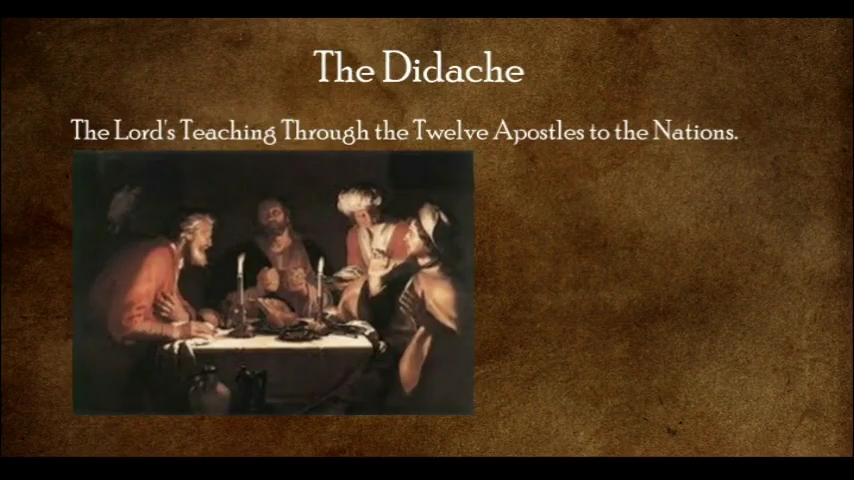 The Didache
The Lord's Teaching Through the Twelve Apostles to the Nations.